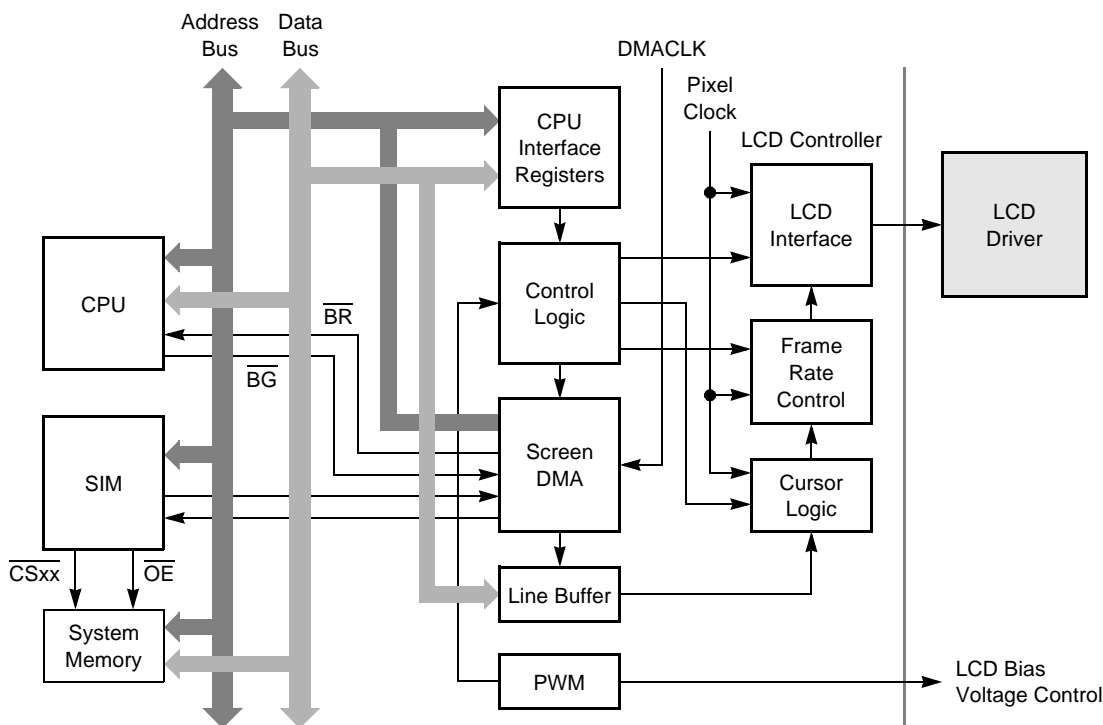 Address
Bus
Data
Bus
DMACLK
Pixel
Clock
LCD Controller
CPU
Interface
Registers
LCD
Interface
LCD
Driver
CPU
BR
BG
Control
Logic
Frame
Rate
Control
SIM
Screen
DMA
Cursor
Logic
CSxx
OE
Line Buffer
System
Memory
PWM
LCD Bias
Voltage Control